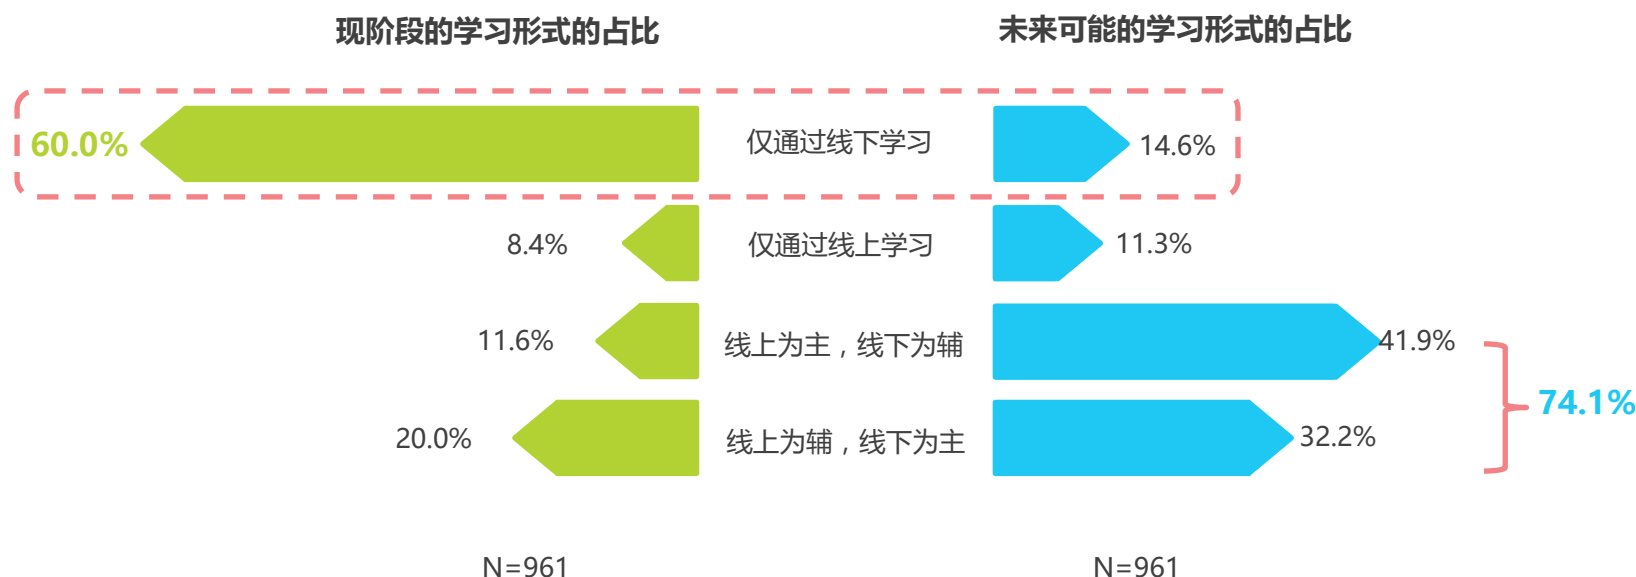 现阶段的学习形式的占比
未来可能的学习形式的占比
60.0%
仅通过线下学习
14.6%
8.4%
仅通过线上学习
11.3%
11.6%
线上为主，线下为辅
41.9%
74.1%
20.0%
线上为辅，线下为主
32.2%
N=961
N=961